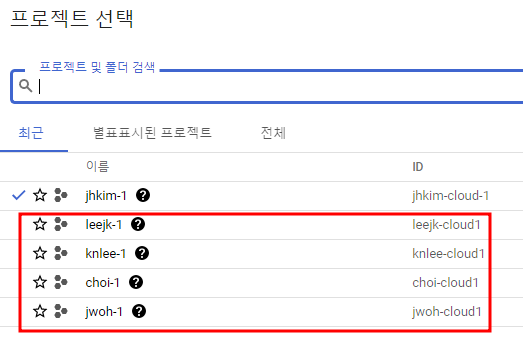 프로젝트 선택
프로젝트 및 폴더 검색
최근 별표표시된 프로젝트 전체
이름 ID
jhkim-1 jhkim-cloud-1
leejk-1 leejk-cloud1
knlee-1 knlee-cloud1
choi-1 choi-cloud1
jwoh-1 jwoh-cloud1